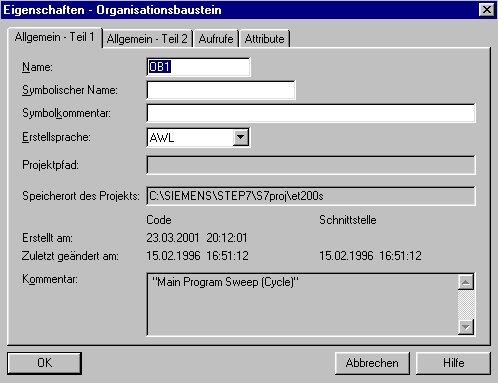 Eigenschaften - Organisationsbaustein
Allgemein - Teil 1 Allgemein - Teil 2 Aufrufe Attribute
Name: OB1
Symbolischer Name:
Symbolkommentar:
Erstellsprache: AWL
Projektpfad:
Speicherort des Projekts: C:\SIEMENS\STEP7\S7proj\et200s
Code Schnittstelle
Erstellt am: 23.03.2001 20:12:01
Zuletzt geändert am: 15.02.1996 16:51:12 15.02.1996 16:51:12
Kommentar: "Main Program Sweep (Cycle)"
OK Abbrechen Hilfe